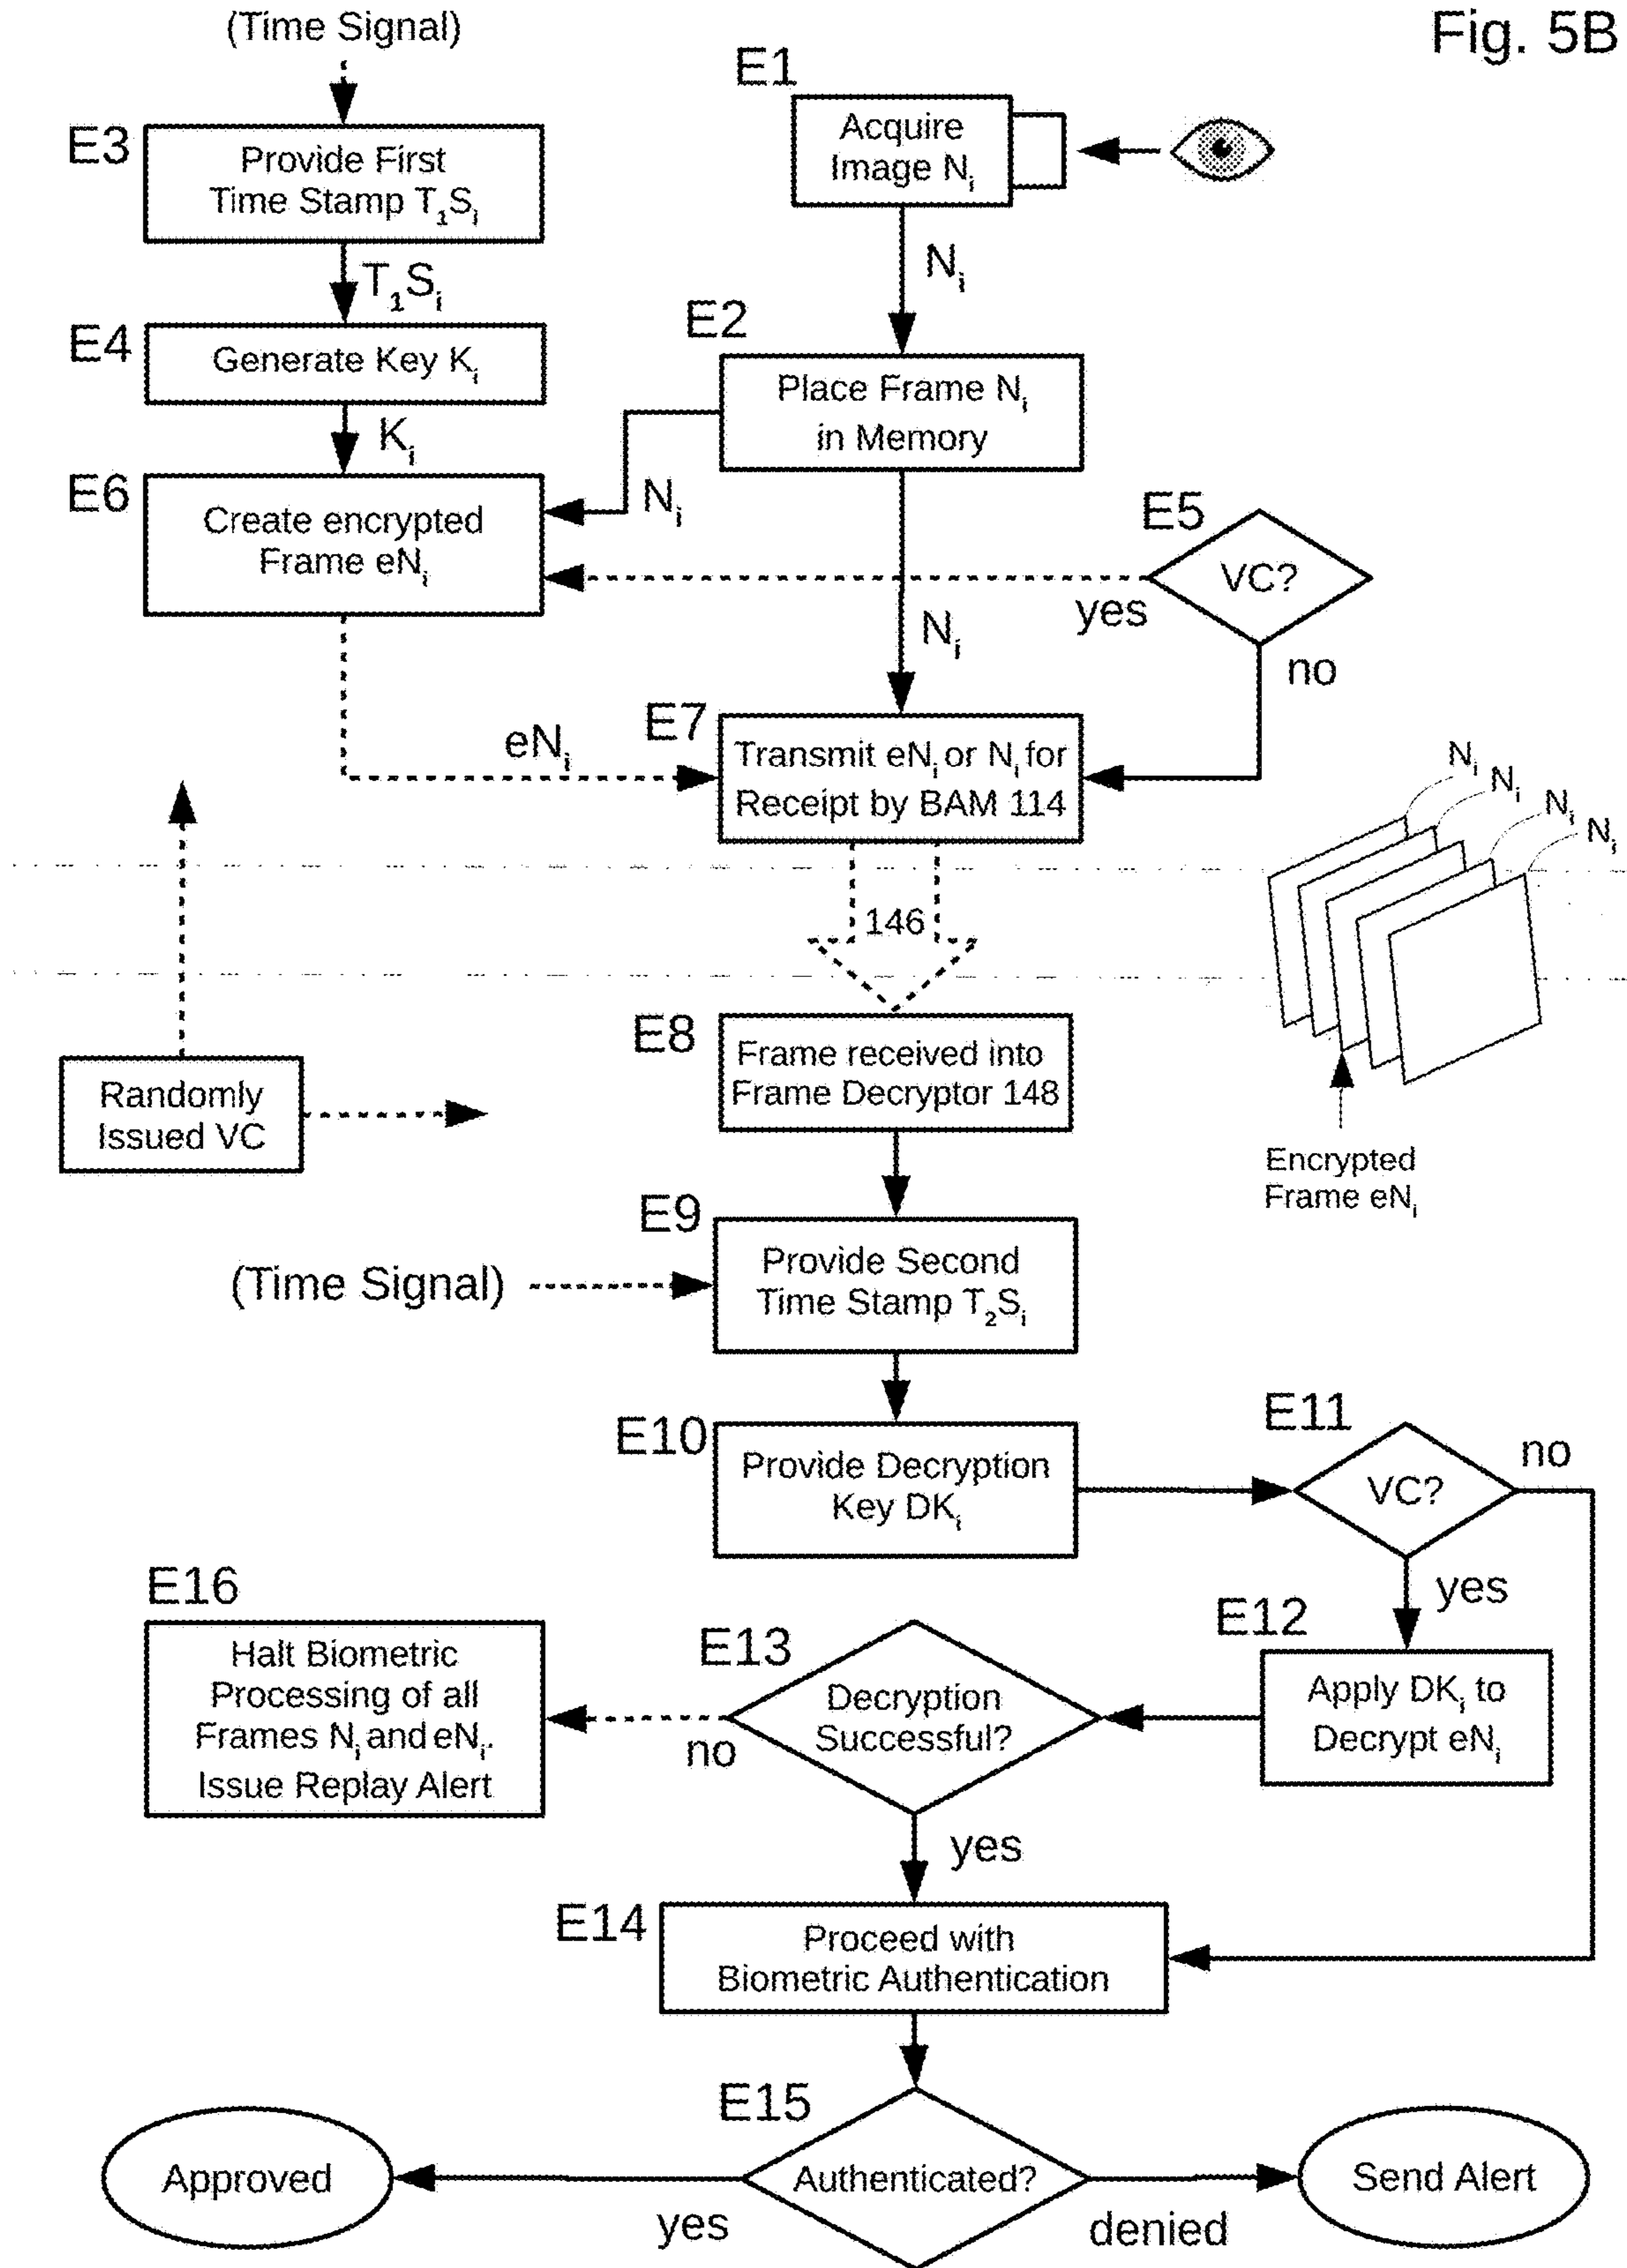 Fig. 5B
(Time Signal)
E1
Acquire
Image Nᵢ
E3
Provide First
Time Stamp T₁Sᵢ
Nᵢ
T₁Sᵢ
E2
E4
Generate Key Kᵢ
Place Frame Nᵢ
in Memory
Kᵢ
E6
Create encrypted
Frame eNᵢ
Nᵢ
E5
VC?
yes
no
Nᵢ
eNᵢ
E7
Transmit eNᵢ or Nᵢ for
Receipt by BAM 114
Nᵢ
Nᵢ
Nᵢ
Nᵢ
146
E8
Frame received into
Frame Decryptor 148
Randomly
Issued VC
Encrypted
Frame eNᵢ
E9
(Time Signal)
Provide Second
Time Stamp T₂Sᵢ
E10
Provide Decryption
Key DKᵢ
E11
VC?
no
yes
E16
Halt Biometric
Processing of all
Frames Nᵢ and eNᵢ.
Issue Replay Alert
E13
Decryption
Successful?
no
E12
Apply DKᵢ to
Decrypt eNᵢ
yes
E14
Proceed with
Biometric Authentication
E15
Approved
Authenticated?
Send Alert
yes
denied